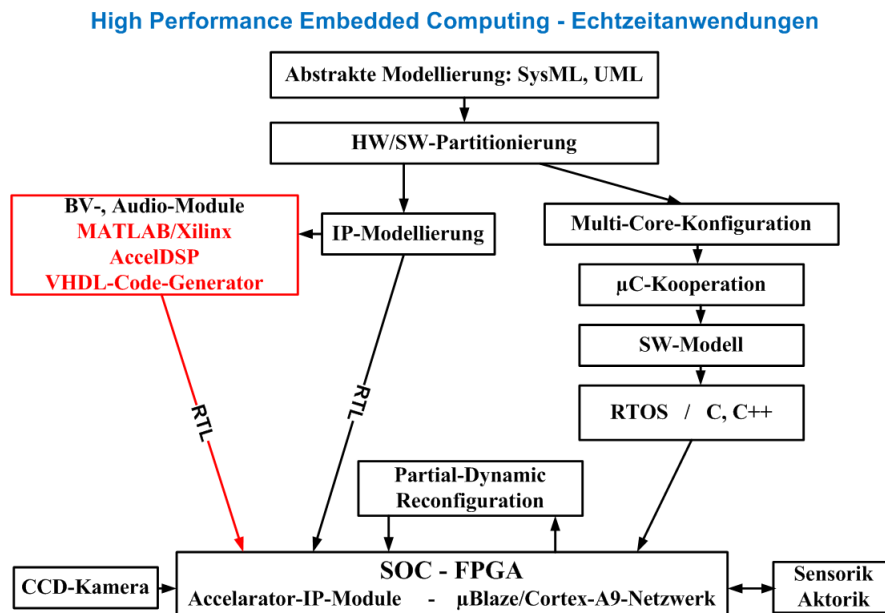 High Performance Embedded Computing - Echtzeitanwendungen
Abstrakte Modellierung: SysML, UML
HW/SW-Partitionierung
BV-, Audio-Module
MATLAB/Xilinx
AccelDSP
VHDL-Code-Generator
IP-Modellierung
Multi-Core-Konfiguration
µC-Kooperation
SW-Modell
RTOS / C, C++
RTL
RTL
Partial-Dynamic
Reconfiguration
CCD-Kamera
SOC - FPGA
Accelarator-IP-Module - µBlaze/Cortex-A9-Netzwerk
Sensorik
Aktorik